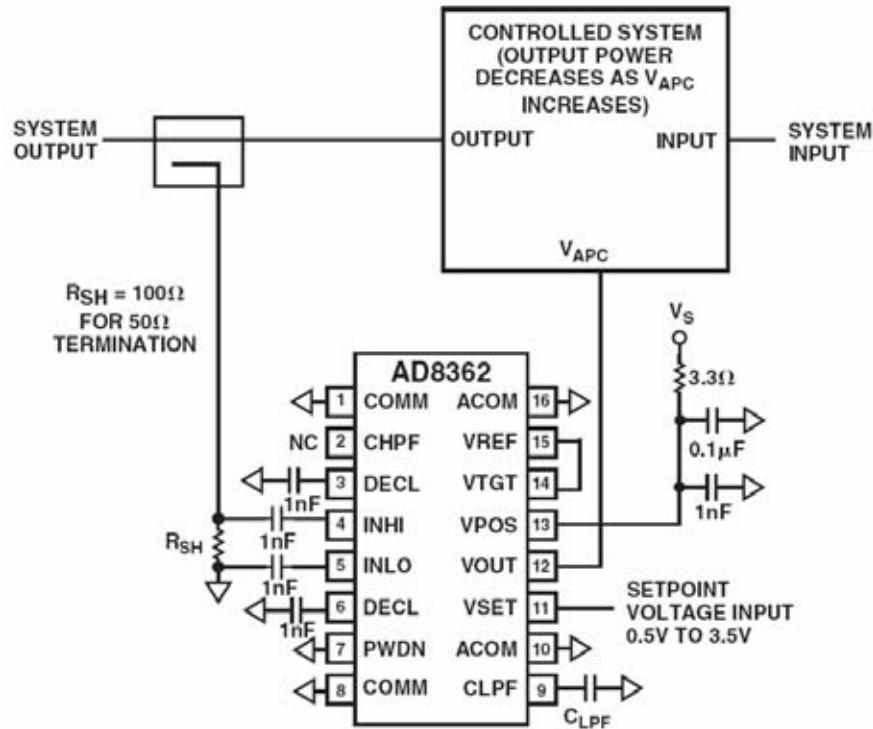 CONTROLLED SYSTEM
(OUTPUT POWER
DECREASES AS VAPC
INCREASES)
SYSTEM
OUTPUT
OUTPUT
INPUT
SYSTEM
INPUT
VAPC
RSH = 100Ω
FOR 50Ω
TERMINATION
VS
3.3Ω
0.1μF
1nF
AD8362
1 COMM ACOM 16
NC 2 CHPF VREF 15
3 DECL VTGT 14
1nF
4 INHI VPOS 13
1nF
RSH
5 INLO VOUT 12
1nF
6 DECL VSET 11
1nF
SETPOINT
VOLTAGE INPUT
0.5V TO 3.5V
7 PWDN ACOM 10
8 COMM CLPF 9
CLPF